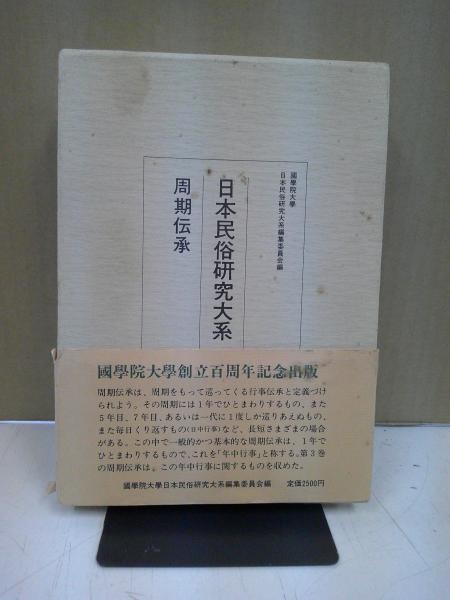 國學院大學
日本民俗研究大系編集委員会編
日本民俗研究大系
周期伝承
國學院大學創立百周年記念出版
周期伝承は、周期をもって巡ってくる行事伝承と定義づけ
られよう。その周期には1年でひとまわりするもの、また
5年目、7年目、あるいは一代に1度しか巡りあえぬもの、
また毎日くり返すもの(日中行事)など、長短さまざまの場合
がある。この中で一般的かつ基本的な周期伝承は、1年で
ひとまわりするもので、これを「年中行事」と称する。第3巻
の周期伝承は。この年中行事に関するものを収めた。
國學院大學日本民俗研究大系編集委員会編 定価2500円